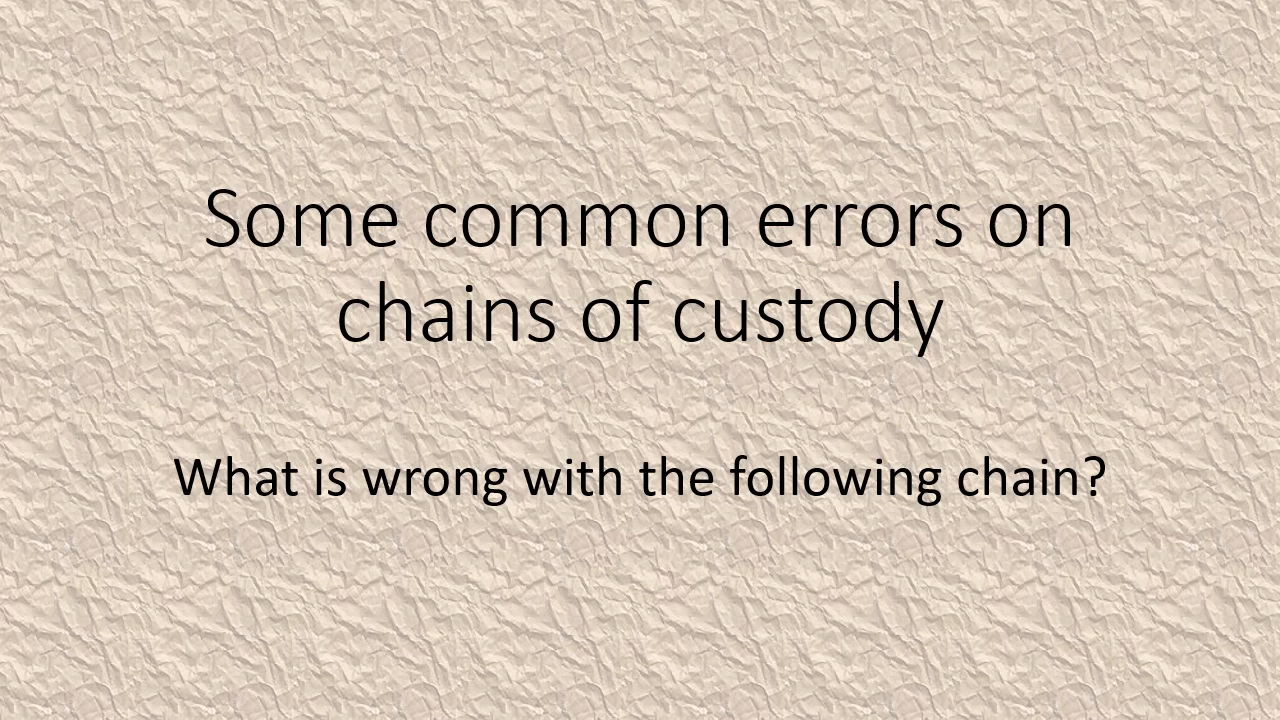 Some common errors on
chains of custody
What is wrong with the following chain?